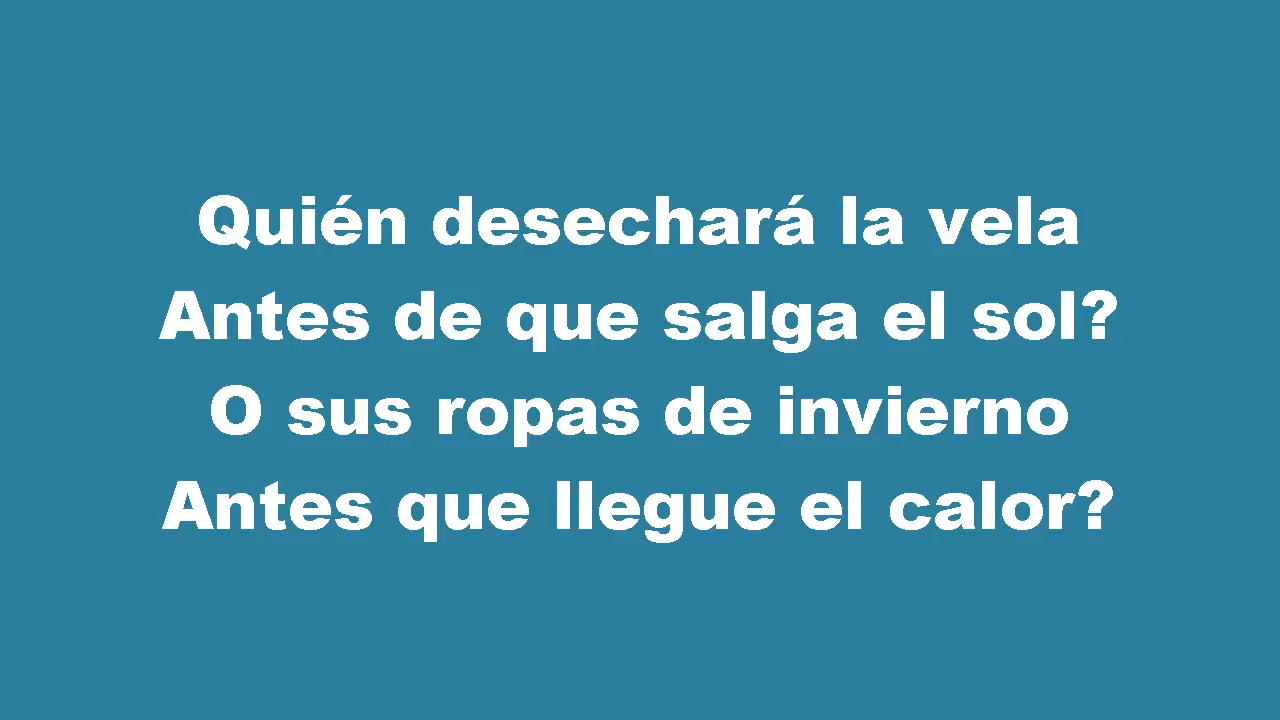 Quién desechará la vela
Antes de que salga el sol?
O sus ropas de invierno
Antes que llegue el calor?